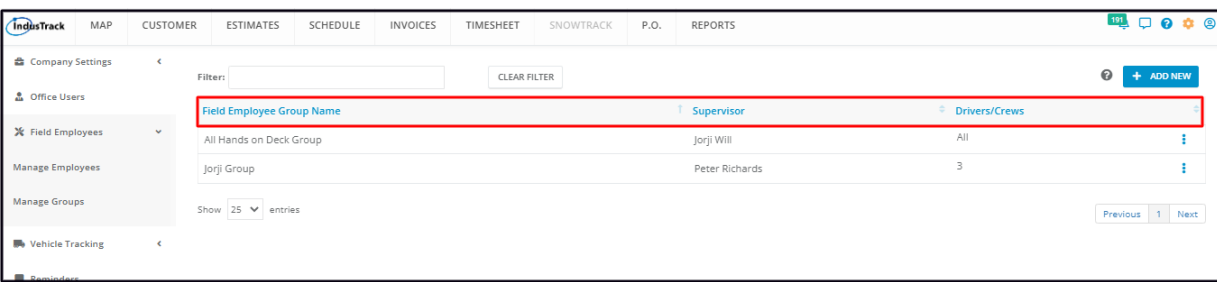 IndusTrack MAP CUSTOMER ESTIMATES SCHEDULE INVOICES TIMESHEET SNOWTRACK P.O. REPORTS 191
Company Settings
Office Users
Field Employees
Manage Employees
Manage Groups
Vehicle Tracking
Reminders
Filter: CLEAR FILTER + ADD NEW
Field Employee Group Name Supervisor Drivers/Crews
All Hands on Deck Group Jorji Will All
Jorji Group Peter Richards 3
Show 25 entries
Previous 1 Next